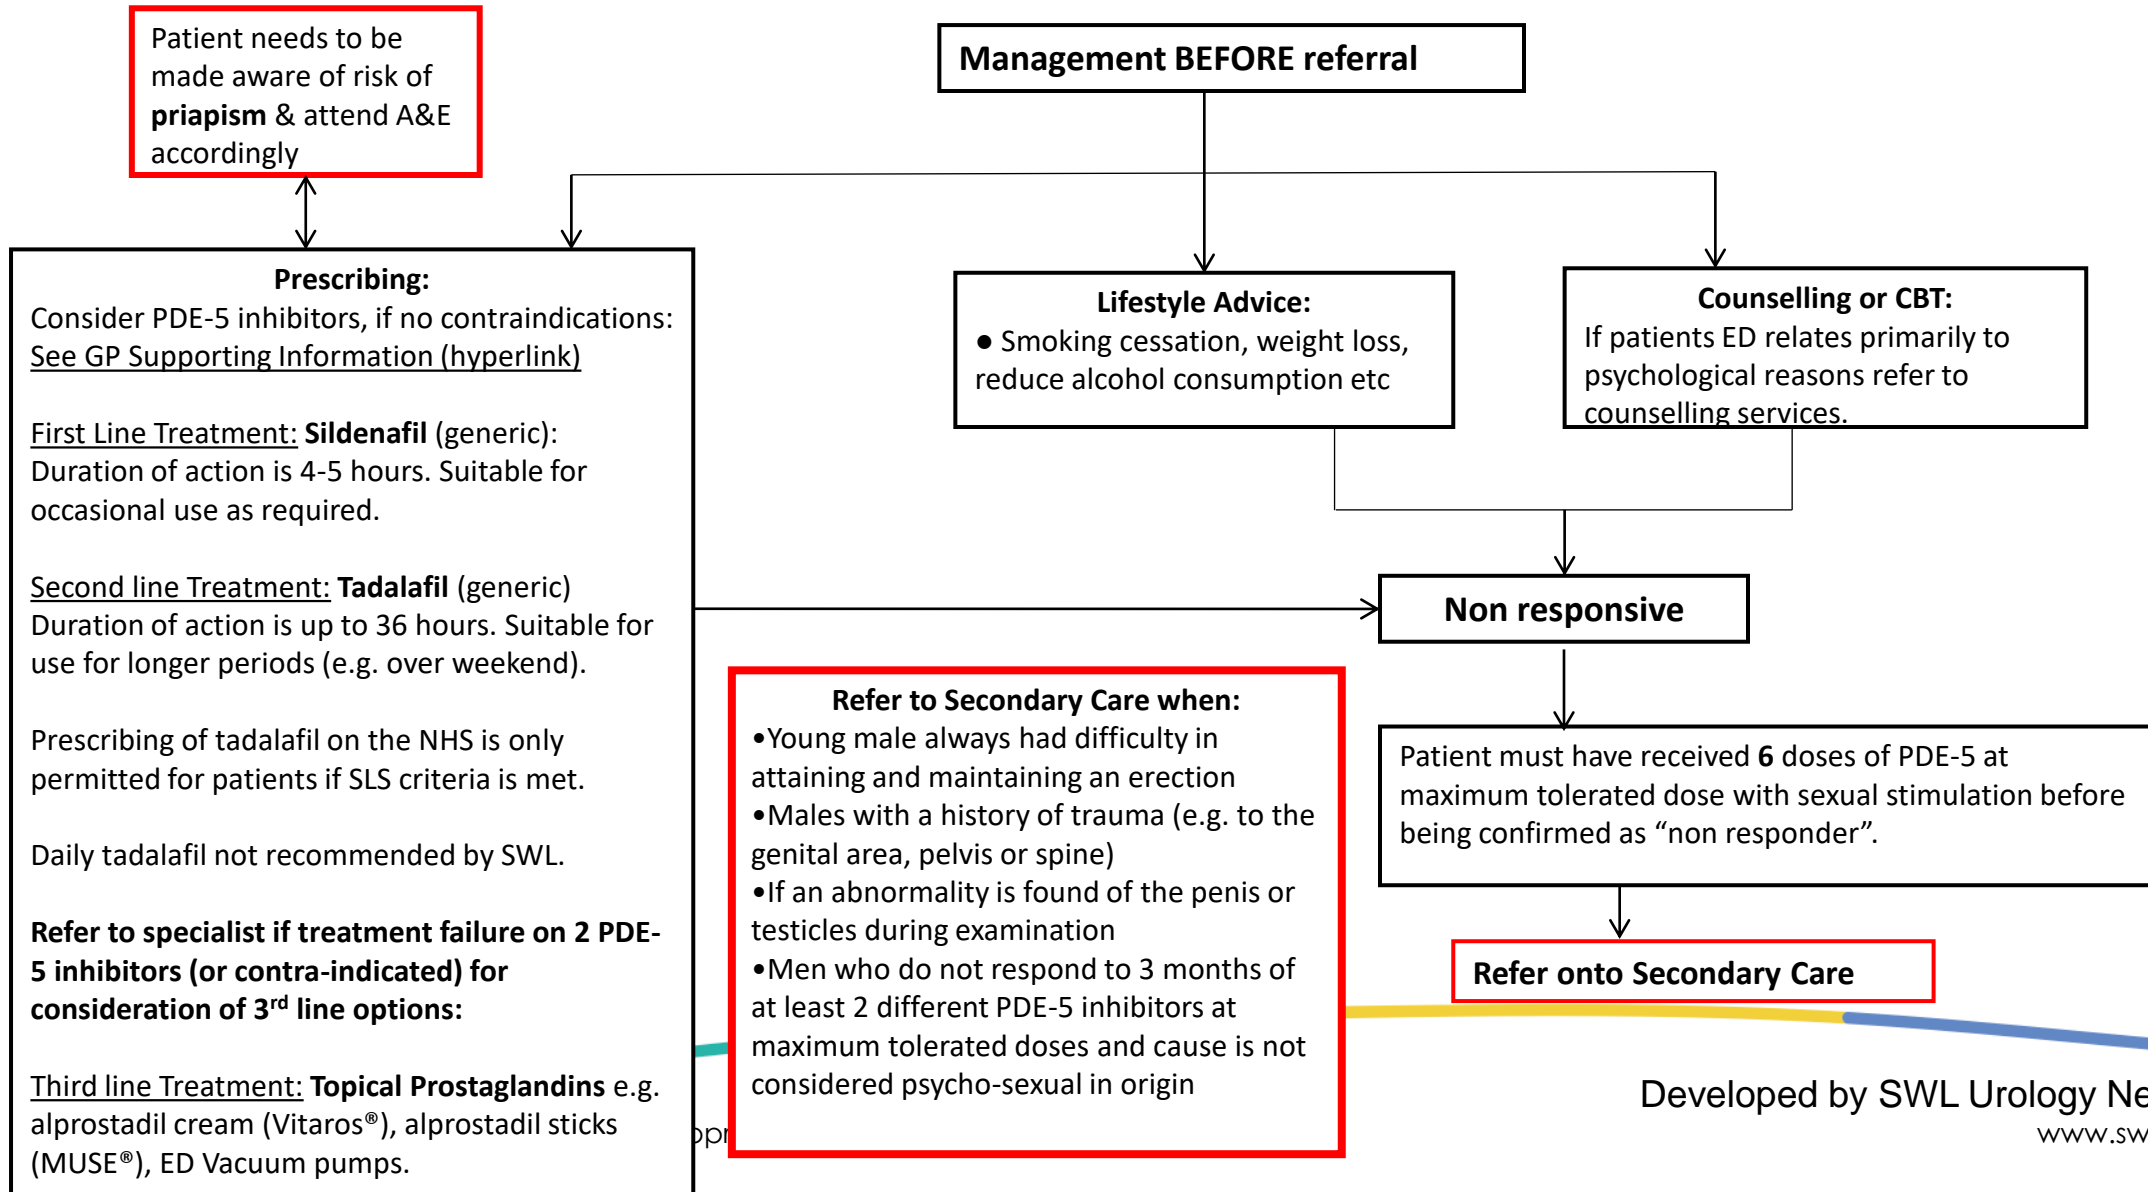 Patient needs to be
made aware of risk of
priapism & attend A&E
accordingly
Management BEFORE referral
Prescribing:
Consider PDE-5 inhibitors, if no contraindications:
See GP Supporting Information (hyperlink)
First Line Treatment: Sildenafil (generic):
Duration of action is 4-5 hours. Suitable for
occasional use as required.
Second line Treatment: Tadalafil (generic)
Duration of action is up to 36 hours. Suitable for
use for longer periods (e.g. over weekend).
Prescribing of tadalafil on the NHS is only
permitted for patients if SLS criteria is met.
Daily tadalafil not recommended by SWL.
Refer to specialist if treatment failure on 2 PDE-
5 inhibitors (or contra-indicated) for
consideration of 3rd line options:
Third line Treatment: Topical Prostaglandins e.g.
alprostadil cream (Vitaros®), alprostadil sticks
(MUSE®), ED Vacuum pumps.
Lifestyle Advice:
● Smoking cessation, weight loss,
reduce alcohol consumption etc
Counselling or CBT:
If patients ED relates primarily to
psychological reasons refer to
counselling services.
Non responsive
Refer to Secondary Care when:
•Young male always had difficulty in
attaining and maintaining an erection
•Males with a history of trauma (e.g. to the
genital area, pelvis or spine)
•If an abnormality is found of the penis or
testicles during examination
•Men who do not respond to 3 months of
at least 2 different PDE-5 inhibitors at
maximum tolerated doses and cause is not
considered psycho-sexual in origin
Patient must have received 6 doses of PDE-5 at
maximum tolerated dose with sexual stimulation before
being confirmed as “non responder”.
Refer onto Secondary Care
Developed by SWL Urology Ne
www.sw